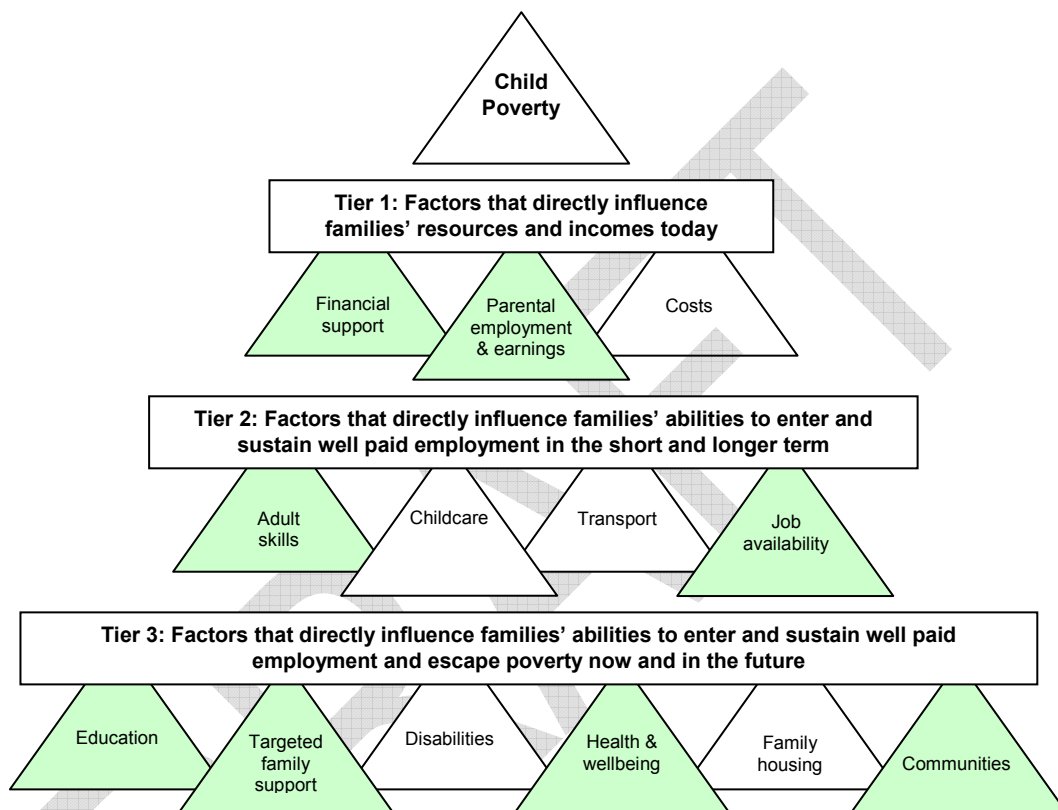 Child
Poverty
Tier 1: Factors that directly influence
families’ resources and incomes today
Financial
support
Parental
employment
& earnings
Costs
Tier 2: Factors that directly influence families’ abilities to enter and
sustain well paid employment in the short and longer term
Adult
skills
Childcare
Transport
Job
availability
Tier 3: Factors that directly influence families’ abilities to enter and sustain well paid
employment and escape poverty now and in the future
Education
Targeted
family
support
Disabilities
Health &
wellbeing
Family
housing
Communities
DRAFT